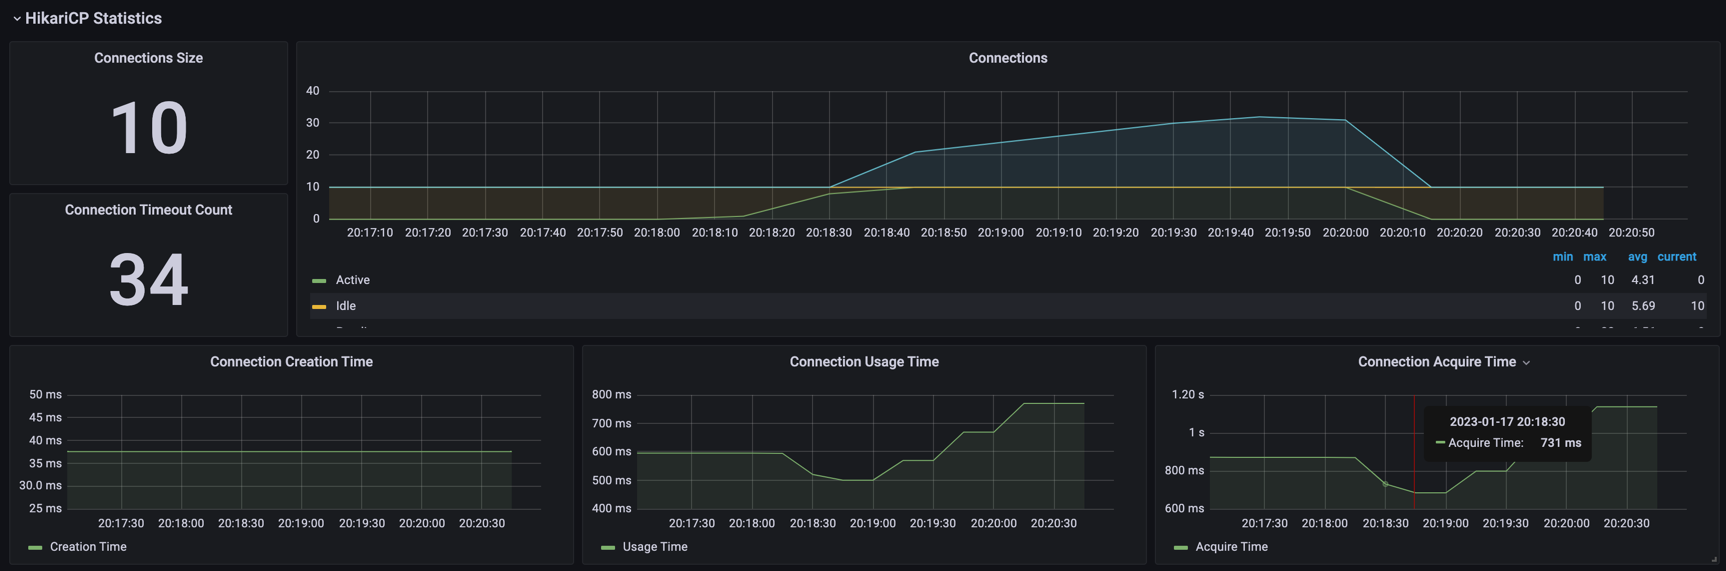 HikariCP Statistics
Connections Size
10
Connection Timeout Count
34
Connections
40
30
20
10
0
20:17:10 20:17:20 20:17:30 20:17:40 20:17:50 20:18:00 20:18:10 20:18:20 20:18:30 20:18:40 20:18:50 20:19:00 20:19:10 20:19:20 20:19:30 20:19:40 20:19:50 20:20:00 20:20:10 20:20:20 20:20:30 20:20:40 20:20:50
min max avg current
Active 0 10 4.31 0
Idle 0 10 5.69 10
Connection Creation Time
50 ms
45 ms
40 ms
35 ms
30.0 ms
25 ms
20:17:30 20:18:00 20:18:30 20:19:00 20:19:30 20:20:00 20:20:30
Creation Time
Connection Usage Time
800 ms
700 ms
600 ms
500 ms
400 ms
20:17:30 20:18:00 20:18:30 20:19:00 20:19:30 20:20:00 20:20:30
Usage Time
Connection Acquire Time
1.20 s
1 s
800 ms
600 ms
2023-01-17 20:18:30
Acquire Time: 731 ms
20:17:30 20:18:00 20:18:30 20:19:00 20:19:30 20:20:00 20:20:30
Acquire Time